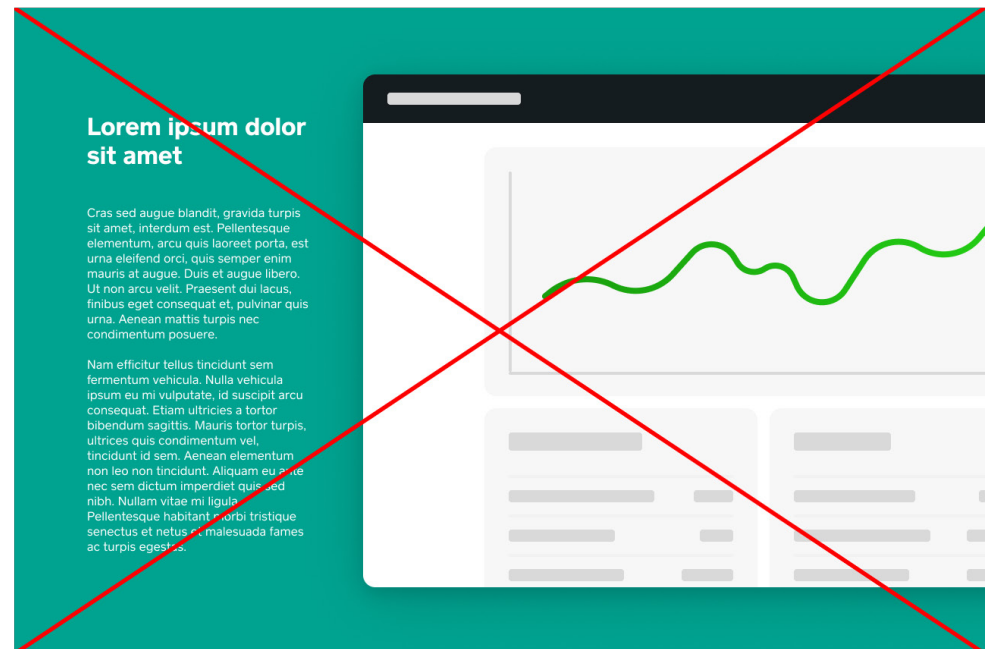 Lorem ipsum dolor
sit amet
Cras sed augue blandit, gravida turpis
sit amet, interdum est. Pellentesque
elementum, arcu quis laoreet porta, est
urna eleifend orci, quis semper enim
mauris at augue. Duis et augue libero.
Ut non arcu velit. Praesent dui lacus,
finibus eget consequat et, pulvinar quis
urna. Aenean mattis turpis nec
condimentum posuere.
Nam efficitur tellus tincidunt sem
fermentum vehicula. Nulla vehicula
ipsum eu mi vulputate, id suscipit arcu
consequat. Etiam ultricies a tortor
bibendum sagittis. Mauris tortor turpis,
ultrices quis condimentum vel,
tincidunt id sem. Aenean elementum
non leo non tincidunt. Aliquam eu ante
nec sem dictum imperdiet quis sed
nibh. Nullam vitae mi ligula.
Pellentesque habitant morbi tristique
senectus et netus et malesuada fames
ac turpis egestas.